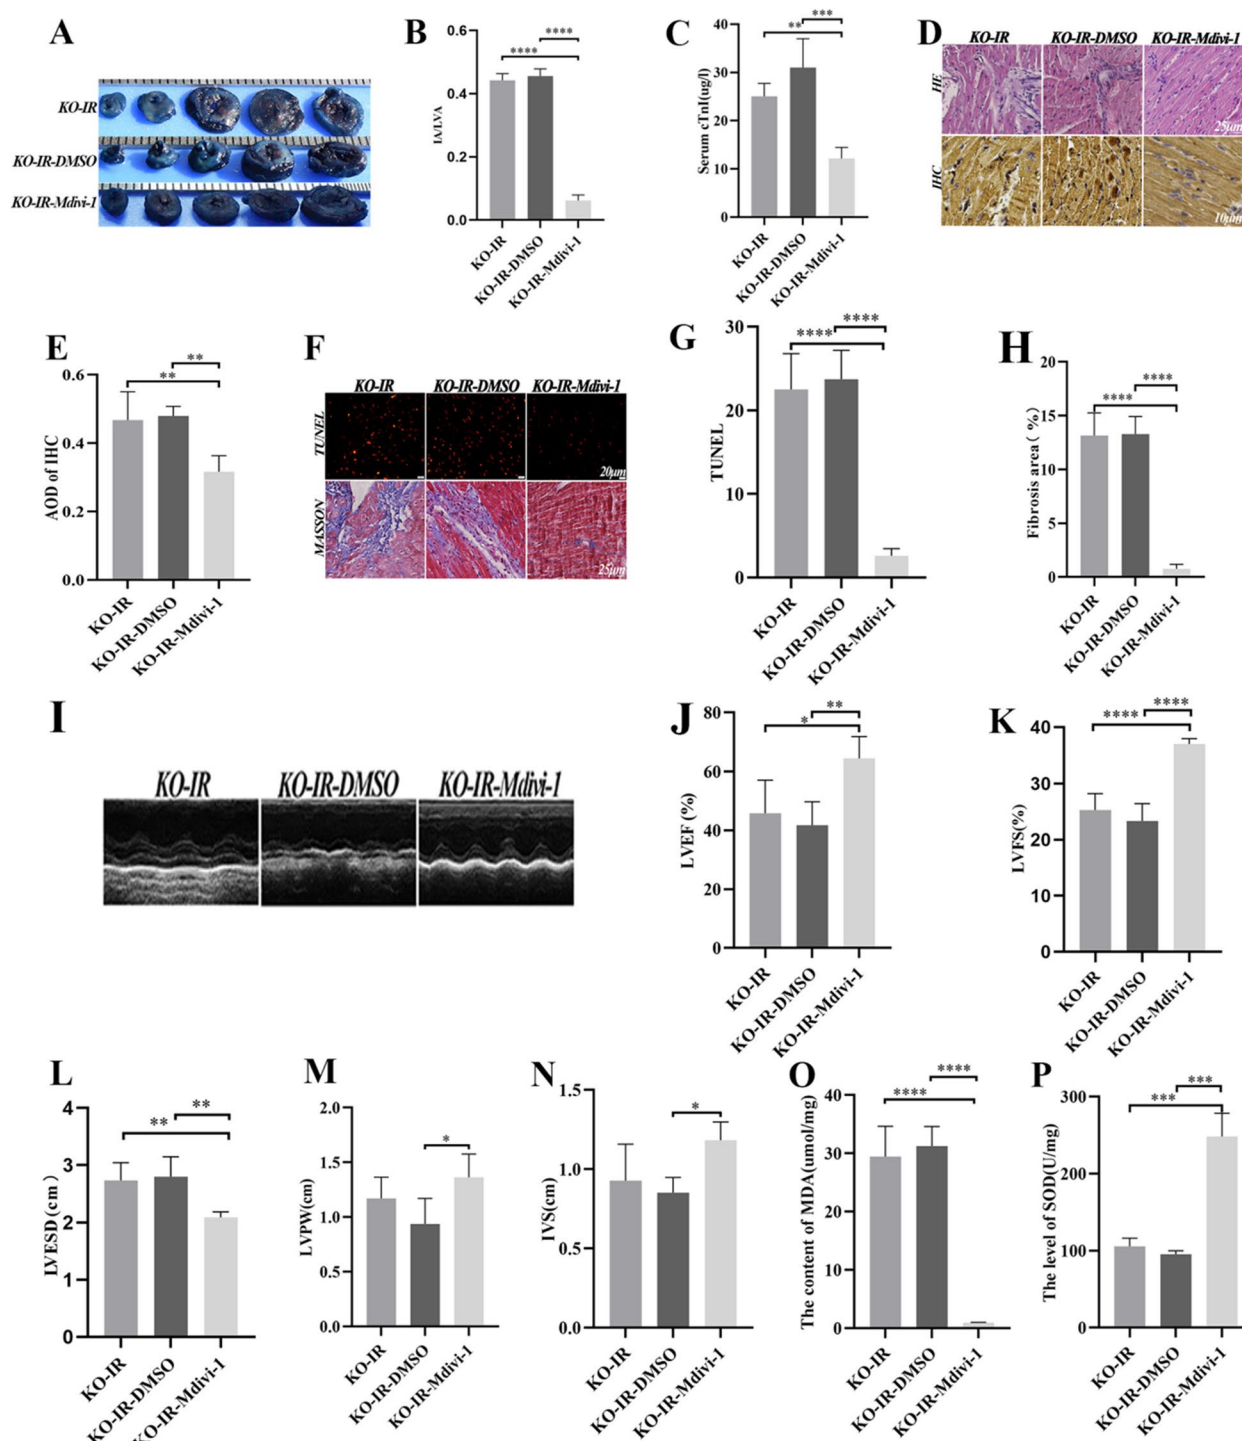 A
KO-IR
KO-IR-DMSO
KO-IR-Mdivi-1
B
**** 
****
0.6
0.4
0.2
0.0
IA/LVA
KO-IR
KO-IR-DMSO
KO-IR-Mdivi-1
C
***
**
40
30
20
10
0
Serum cTnI(ug/l)
KO-IR
KO-IR-DMSO
KO-IR-Mdivi-1
D
KO-IR KO-IR-DMSO KO-IR-Mdivi-1
HE
25μm
IHC
10μm
E
**
**
0.6
0.4
0.2
0.0
AOD of IHC
KO-IR
KO-IR-DMSO
KO-IR-Mdivi-1
F
KO-IR KO-IR-DMSO KO-IR-Mdivi-1
TUNEL
20μm
MASSON
25μm
G
****
****
30
20
10
0
TUNEL
KO-IR
KO-IR-DMSO
KO-IR-Mdivi-1
H
****
****
20
15
10
5
0
Fibrosis area（%）
KO-IR
KO-IR-DMSO
KO-IR-Mdivi-1
I
KO-IR KO-IR-DMSO KO-IR-Mdivi-1
J
**
*
80
60
40
20
0
LVEF (%)
KO-IR
KO-IR-DMSO
KO-IR-Mdivi-1
K
****
****
40
30
20
10
0
LVFS(%)
KO-IR
KO-IR-DMSO
KO-IR-Mdivi-1
L
**
**
4
3
2
1
0
LVESD(cm）
KO-IR
KO-IR-DMSO
KO-IR-Mdivi-1
M
*
2.0
1.5
1.0
0.5
0.0
LVPW(cm)
KO-IR
KO-IR-DMSO
KO-IR-Mdivi-1
N
*
1.5
1.0
0.5
0.0
IVS(cm)
KO-IR
KO-IR-DMSO
KO-IR-Mdivi-1
O
****
****
40
30
20
10
0
The content of MDA(umol/mg)
KO-IR
KO-IR-DMSO
KO-IR-Mdivi-1
P
***
***
300
200
100
0
The level of SOD(U/mg)
KO-IR
KO-IR-DMSO
KO-IR-Mdivi-1